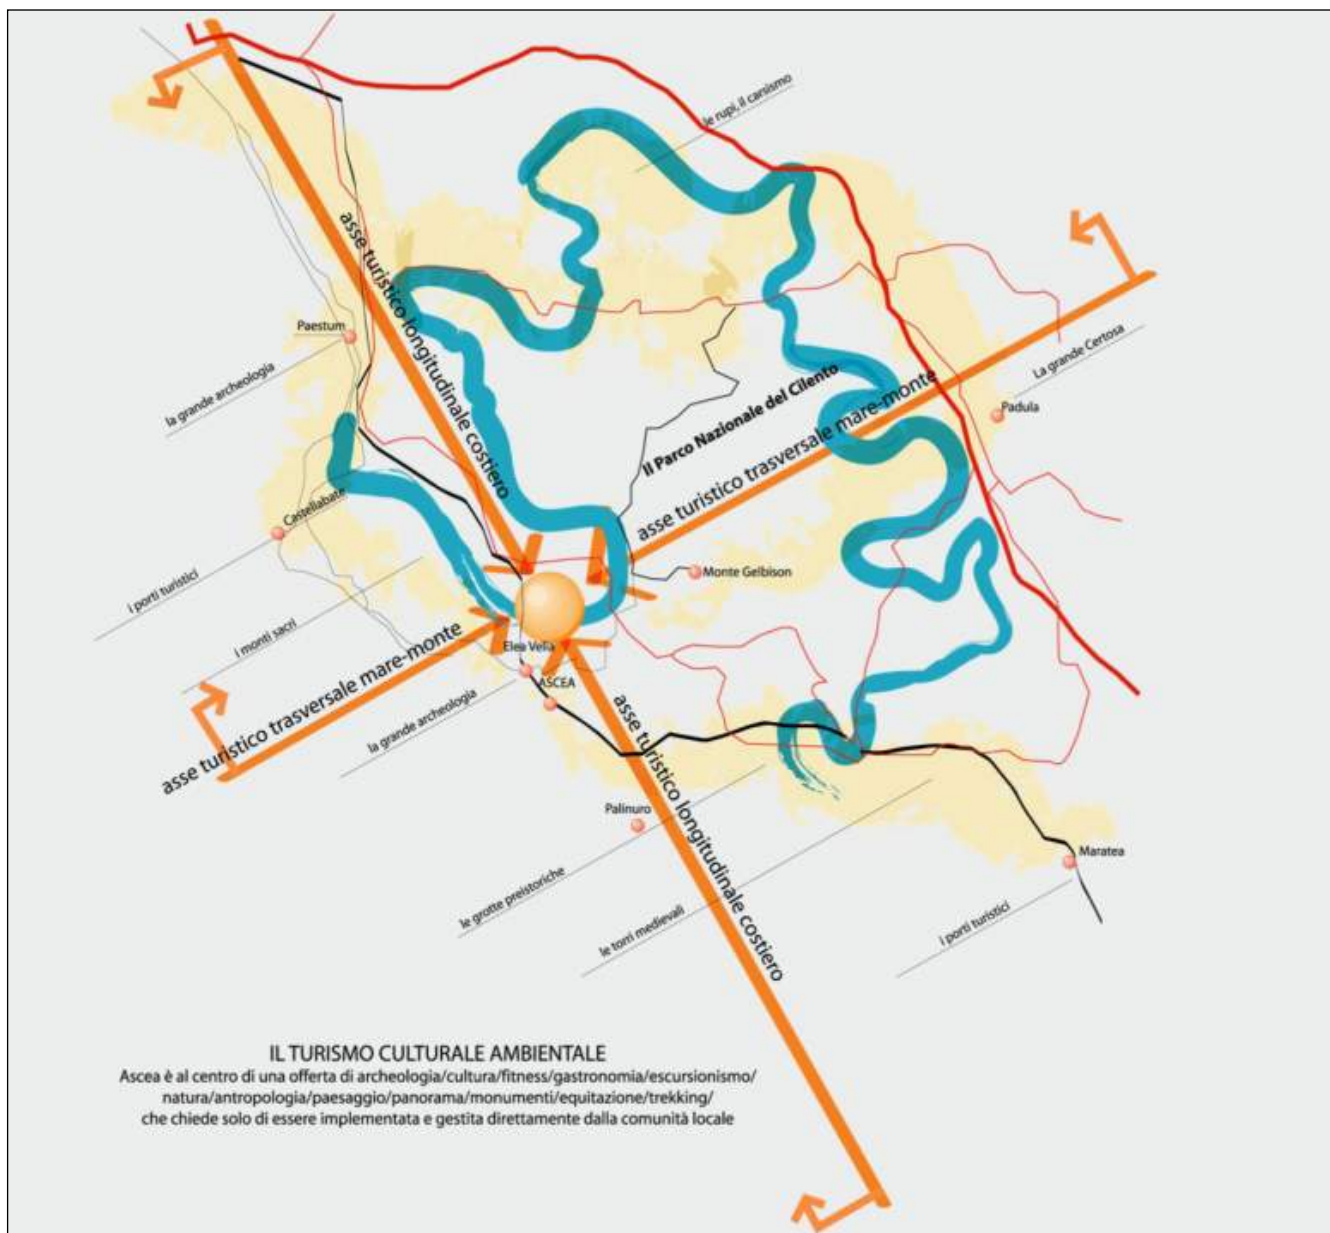 le rupi, il carsismo
asse turistico longitudinale costiero
Paestum
la grande archeologia
La grande Certosa
Padula
Il Parco Nazionale del Cilento
asse turistico trasversale mare-monte
Castellabate
i porti turistici
Monte Gelbison
i monti sacri
Elea Velia
ASCEA
asse turistico trasversale mare-monte
la grande archeologia
asse turistico longitudinale costiero
Palinuro
Maratea
le grotte preistoriche
le torri medievali
i porti turistici
IL TURISMO CULTURALE AMBIENTALE
Ascea è al centro di una offerta di archeologia/cultura/fitness/gastronomia/escursionismo/
natura/antropologia/paesaggio/panorama/monumenti/equitazione/trekking/
che chiede solo di essere implementata e gestita direttamente dalla comunità locale